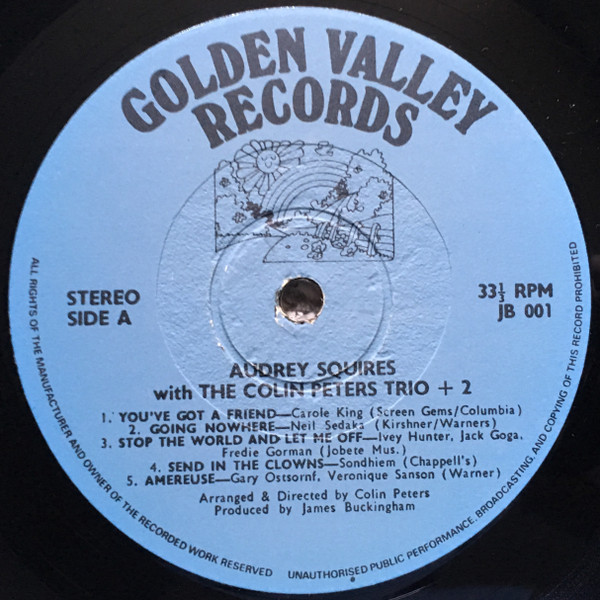 GOLDEN VALLEY
RECORDS
STEREO
SIDE A
33⅓ RPM
JB 001
AUDREY SQUIRES
with THE COLIN PETERS TRIO + 2
1. YOU'VE GOT A FRIEND—Carole King (Screen Gems/Columbia)
2. GOING NOWHERE—Neil Sedaka (Kirshner/Warners)
3. STOP THE WORLD AND LET ME OFF—Ivey Hunter, Jack Goga,
Fredie Gorman (Jobete Mus.)
4. SEND IN THE CLOWNS—Sondhiem (Chappell's)
5. AMEREUSE—Gary Ostsornf, Veronique Sanson (Warner)
Arranged & Directed by Colin Peters
Produced by James Buckingham
ALL RIGHTS OF THE MANUFACTURER AND OWNER OF THE RECORDED WORK RESERVED
UNAUTHORISED PUBLIC PERFORMANCE, BROADCASTING, AND COPYING OF THIS RECORD PROHIBITED